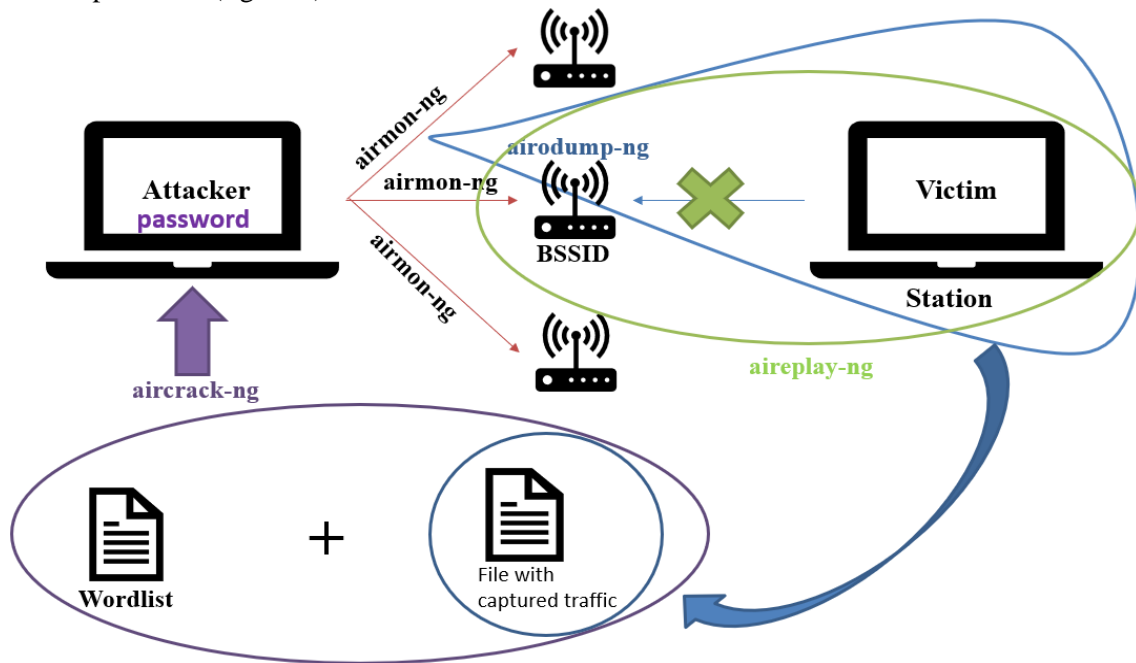 airmon-ng
airodump-ng
Attacker
password
airmon-ng
Victim
BSSID
airmon-ng
Station
aireplay-ng
aircrack-ng
+
File with
captured traffic
Wordlist